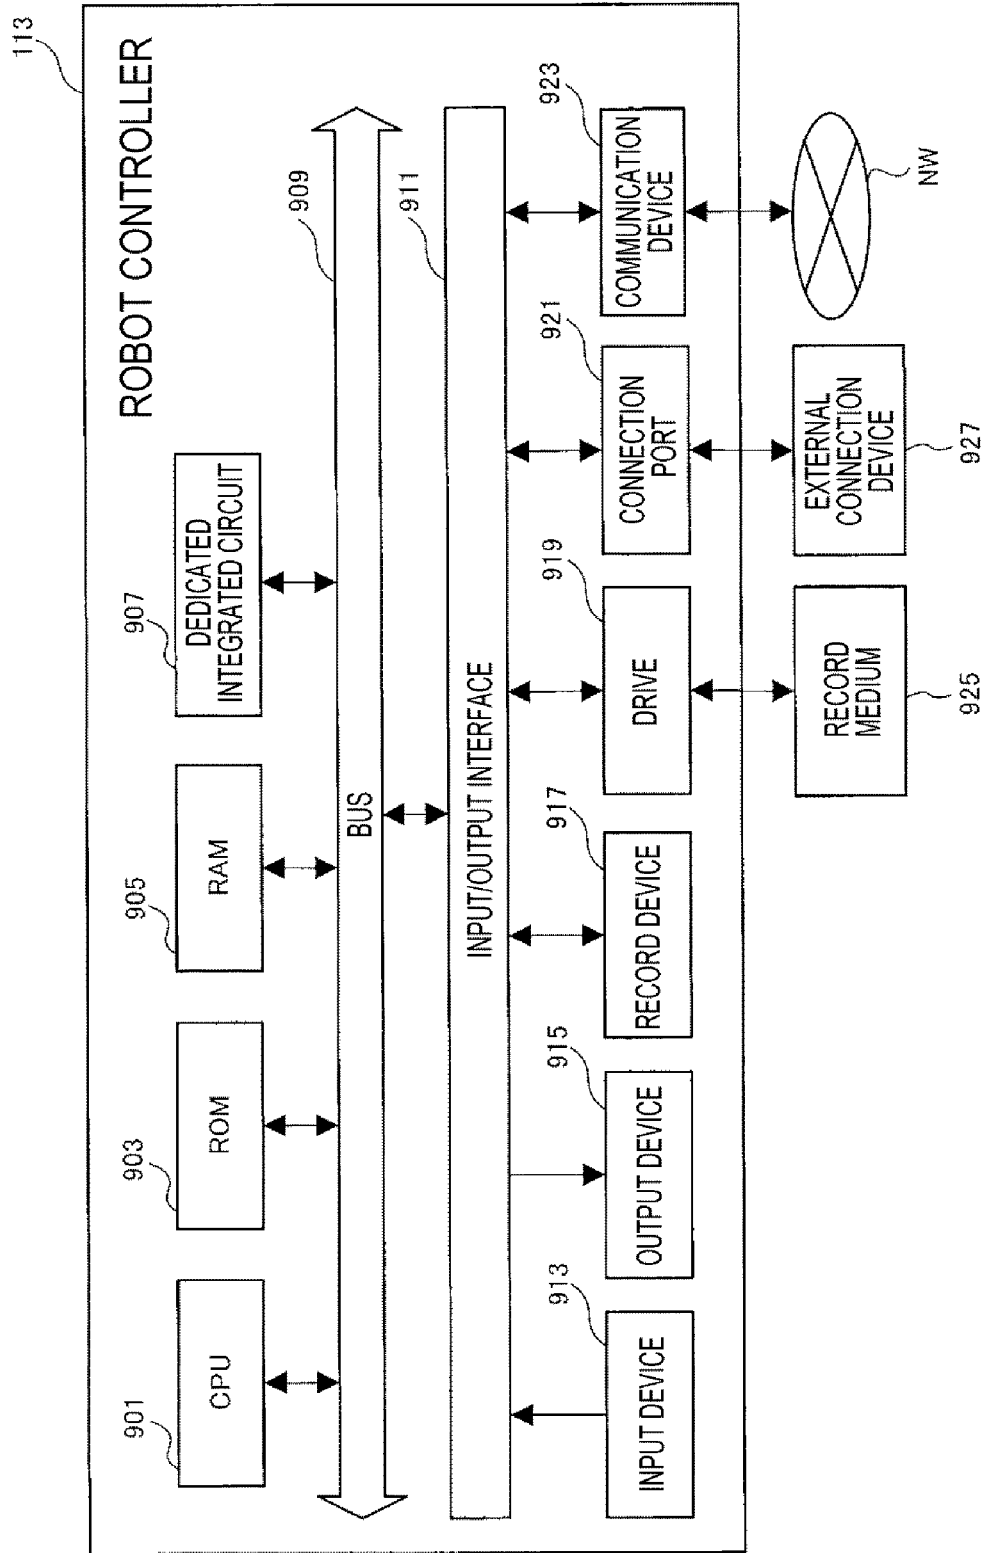 113
ROBOT CONTROLLER
901
CPU
903
ROM
905
RAM
907
DEDICATED
INTEGRATED CIRCUIT
909
BUS
911
INPUT/OUTPUT INTERFACE
913
INPUT DEVICE
915
OUTPUT DEVICE
917
RECORD DEVICE
919
DRIVE
921
CONNECTION
PORT
923
COMMUNICATION
DEVICE
RECORD
MEDIUM
925
EXTERNAL
CONNECTION
DEVICE
927
NW